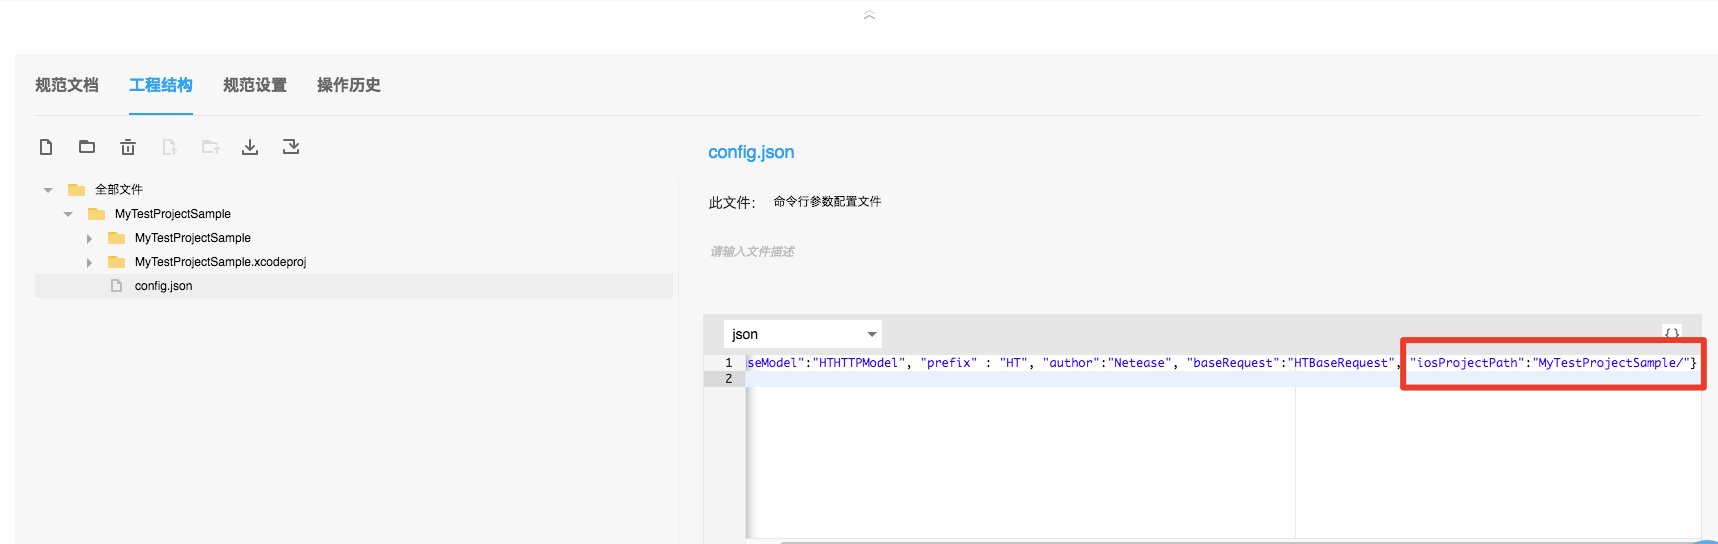 规范文档 工程结构 规范设置 操作历史
config.json
全部文件
此文件： 命令行参数配置文件
MyTestProjectSample
MyTestProjectSample
请输入文件描述
MyTestProjectSample.xcodeproj
config.json
json {}
1 seModel":"HTHTTPModel", "prefix" : "HT", "author":"Netease", "baseRequest":"HTBaseRequest", "iosProjectPath":"MyTestProjectSample/"}
2